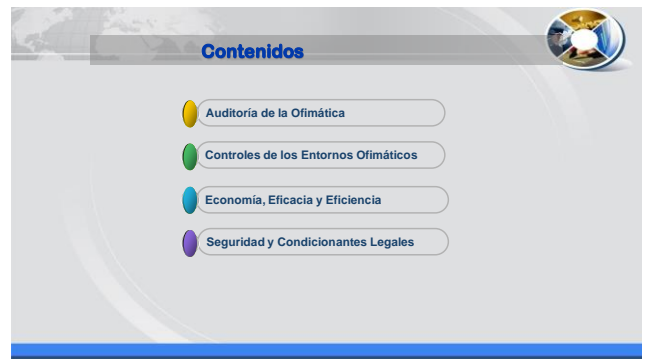 Contenidos
Auditoría de la Ofimática
Controles de los Entornos Ofimáticos
Economía, Eficacia y Eficiencia
Seguridad y Condicionantes Legales